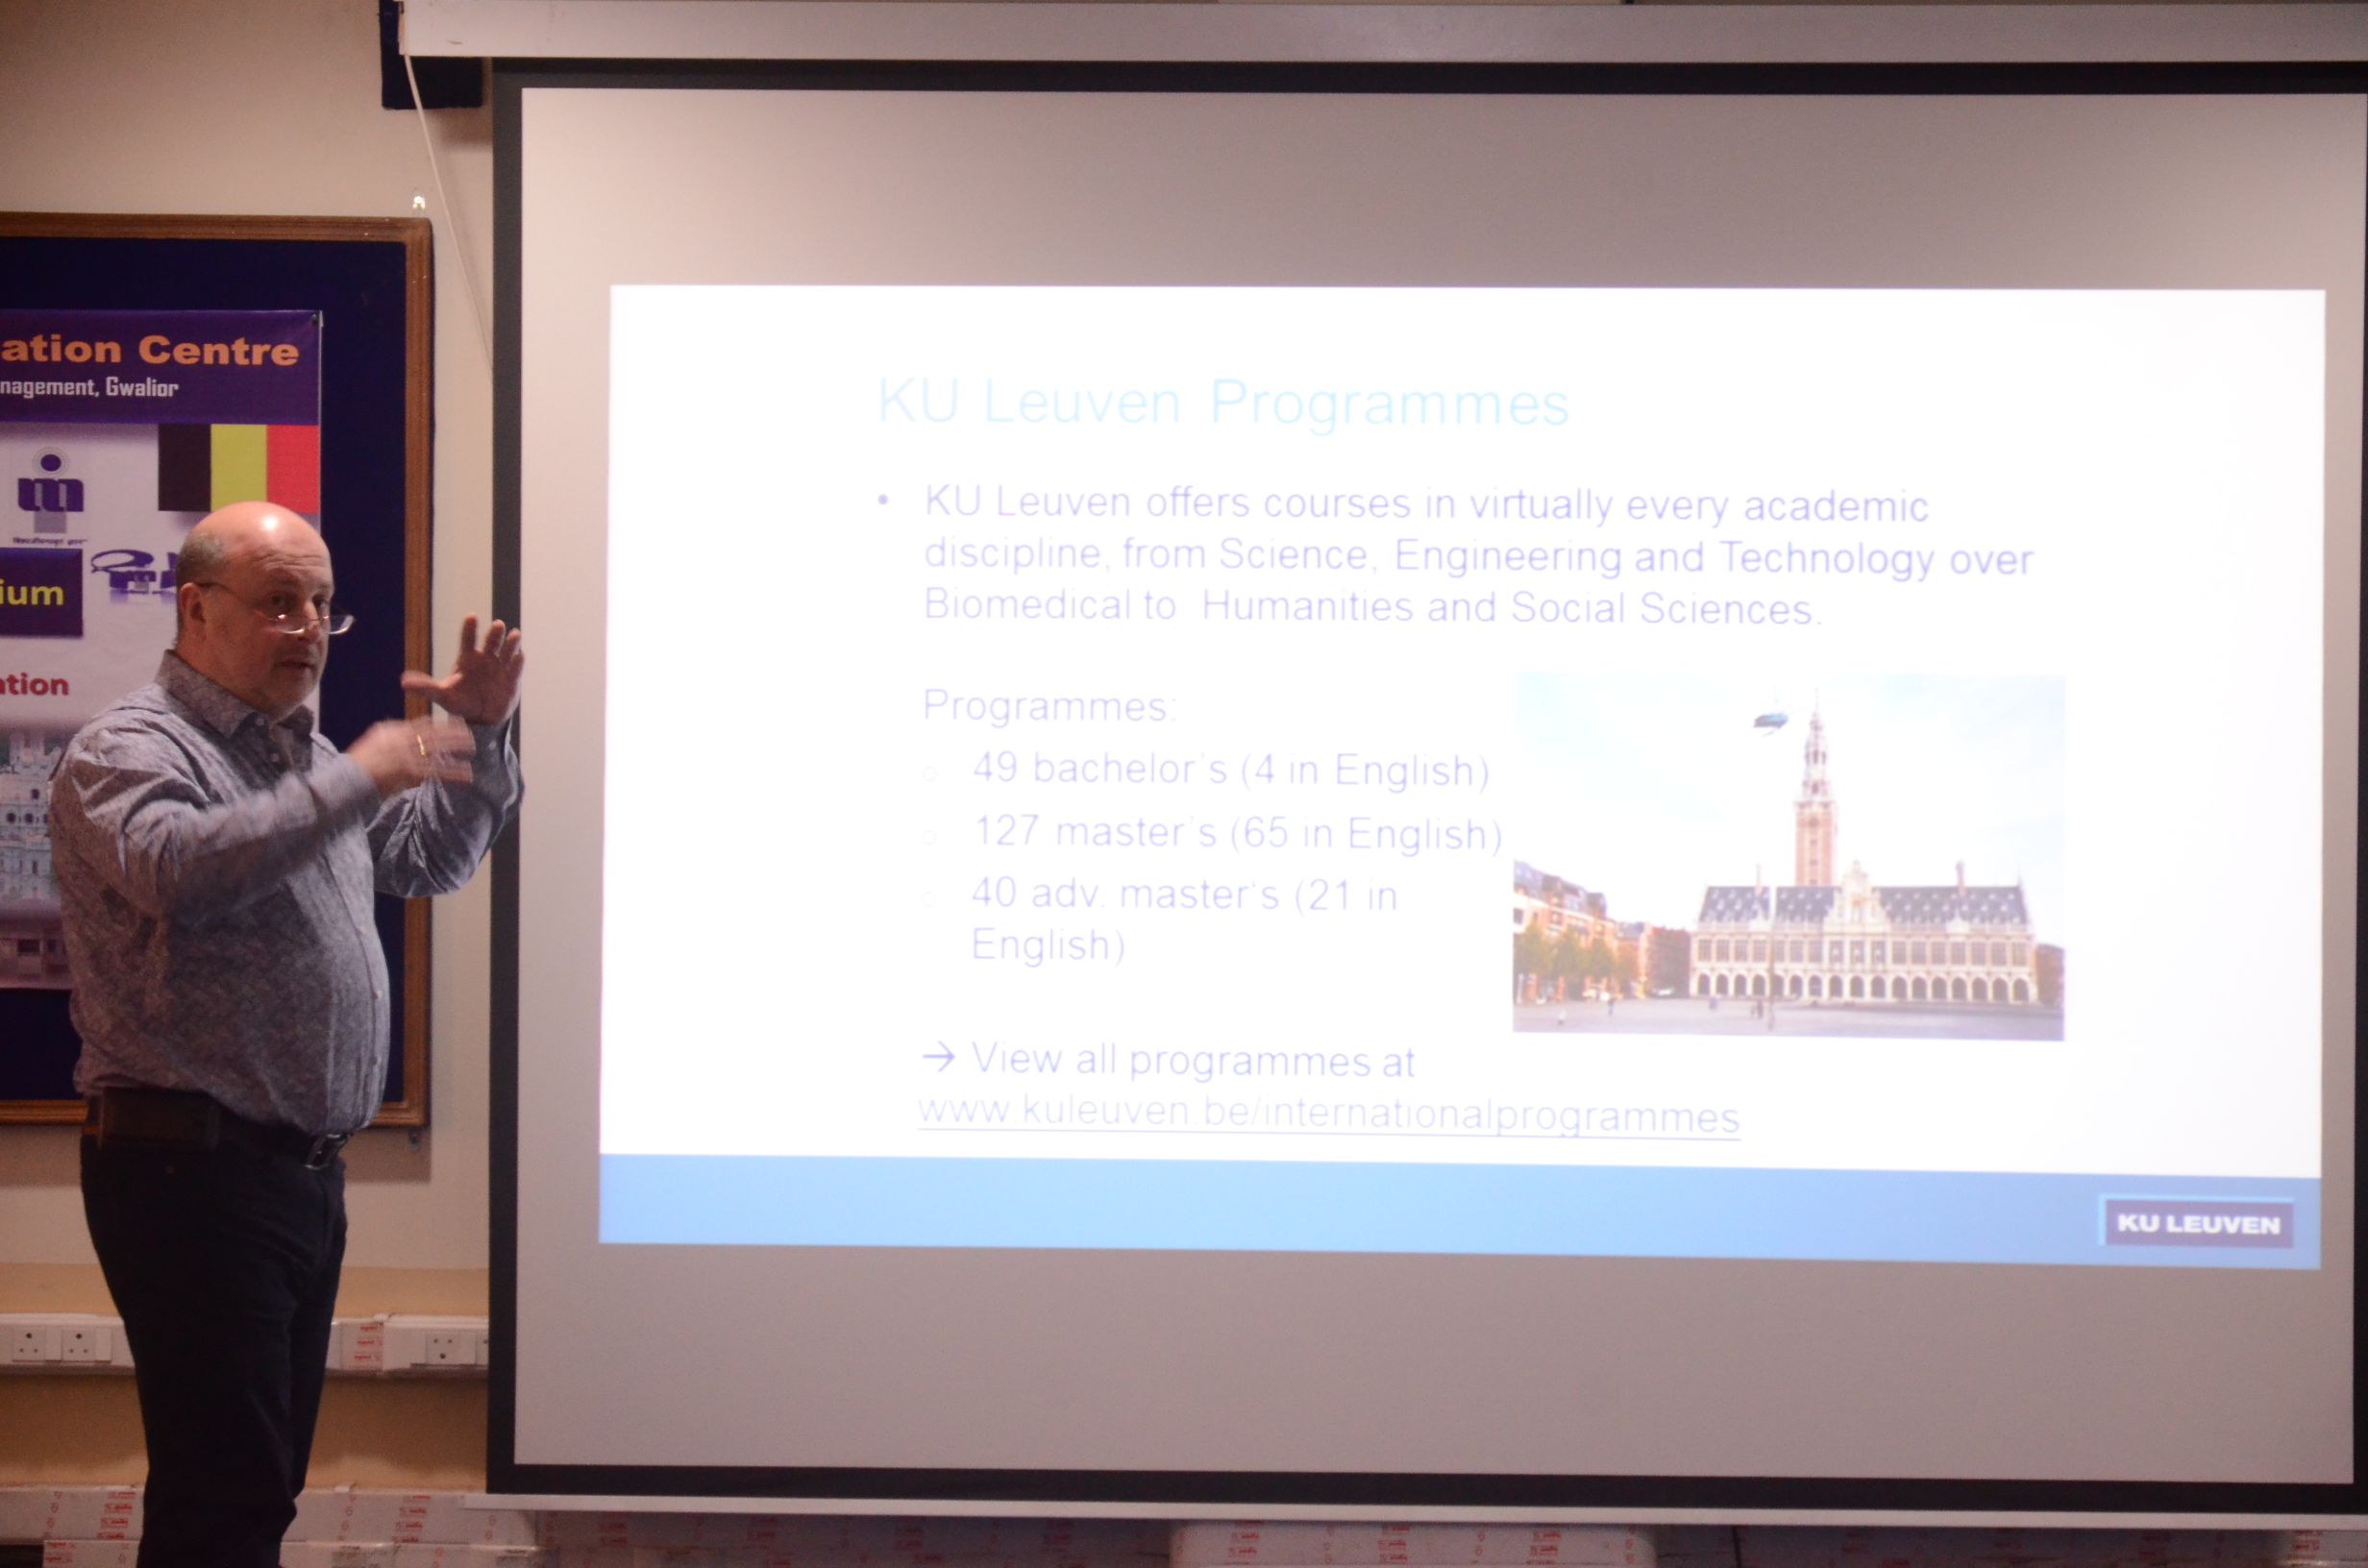 ation Centre
nagement, Gwalior
ium
ation
KU Leuven Programmes
• KU Leuven offers courses in virtually every academic
discipline, from Science, Engineering and Technology over
Biomedical to Humanities and Social Sciences.
Programmes:
○ 49 bachelor's (4 in English)
○ 127 master's (65 in English)
○ 40 adv. master's (21 in
English)
→ View all programmes at
www.kuleuven.be/internationalprogrammes
KU LEUVEN